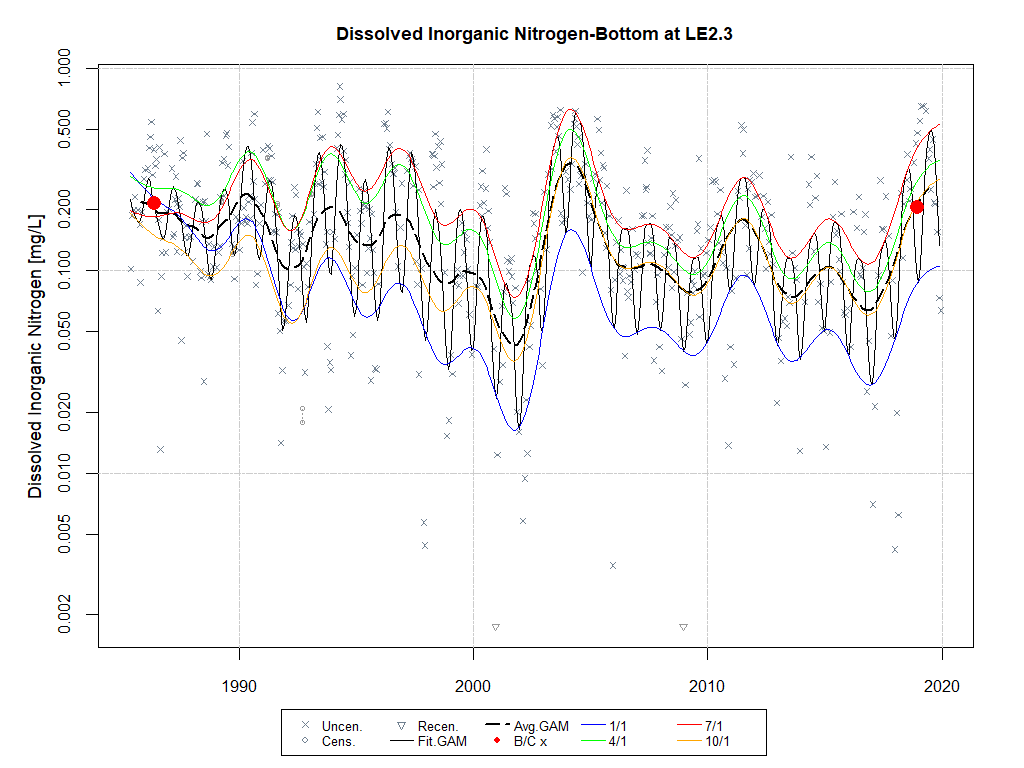 Dissolved Inorganic Nitrogen-Bottom at LE2.3
Dissolved Inorganic Nitrogen [mg/L]
1.000
0.500
0.200
0.100
0.050
0.020
0.010
0.005
0.002
1990 2000 2010 2020
Uncen. Recen. Avg.GAM 1/1 7/1
Cens. Fit.GAM B/C x 4/1 10/1